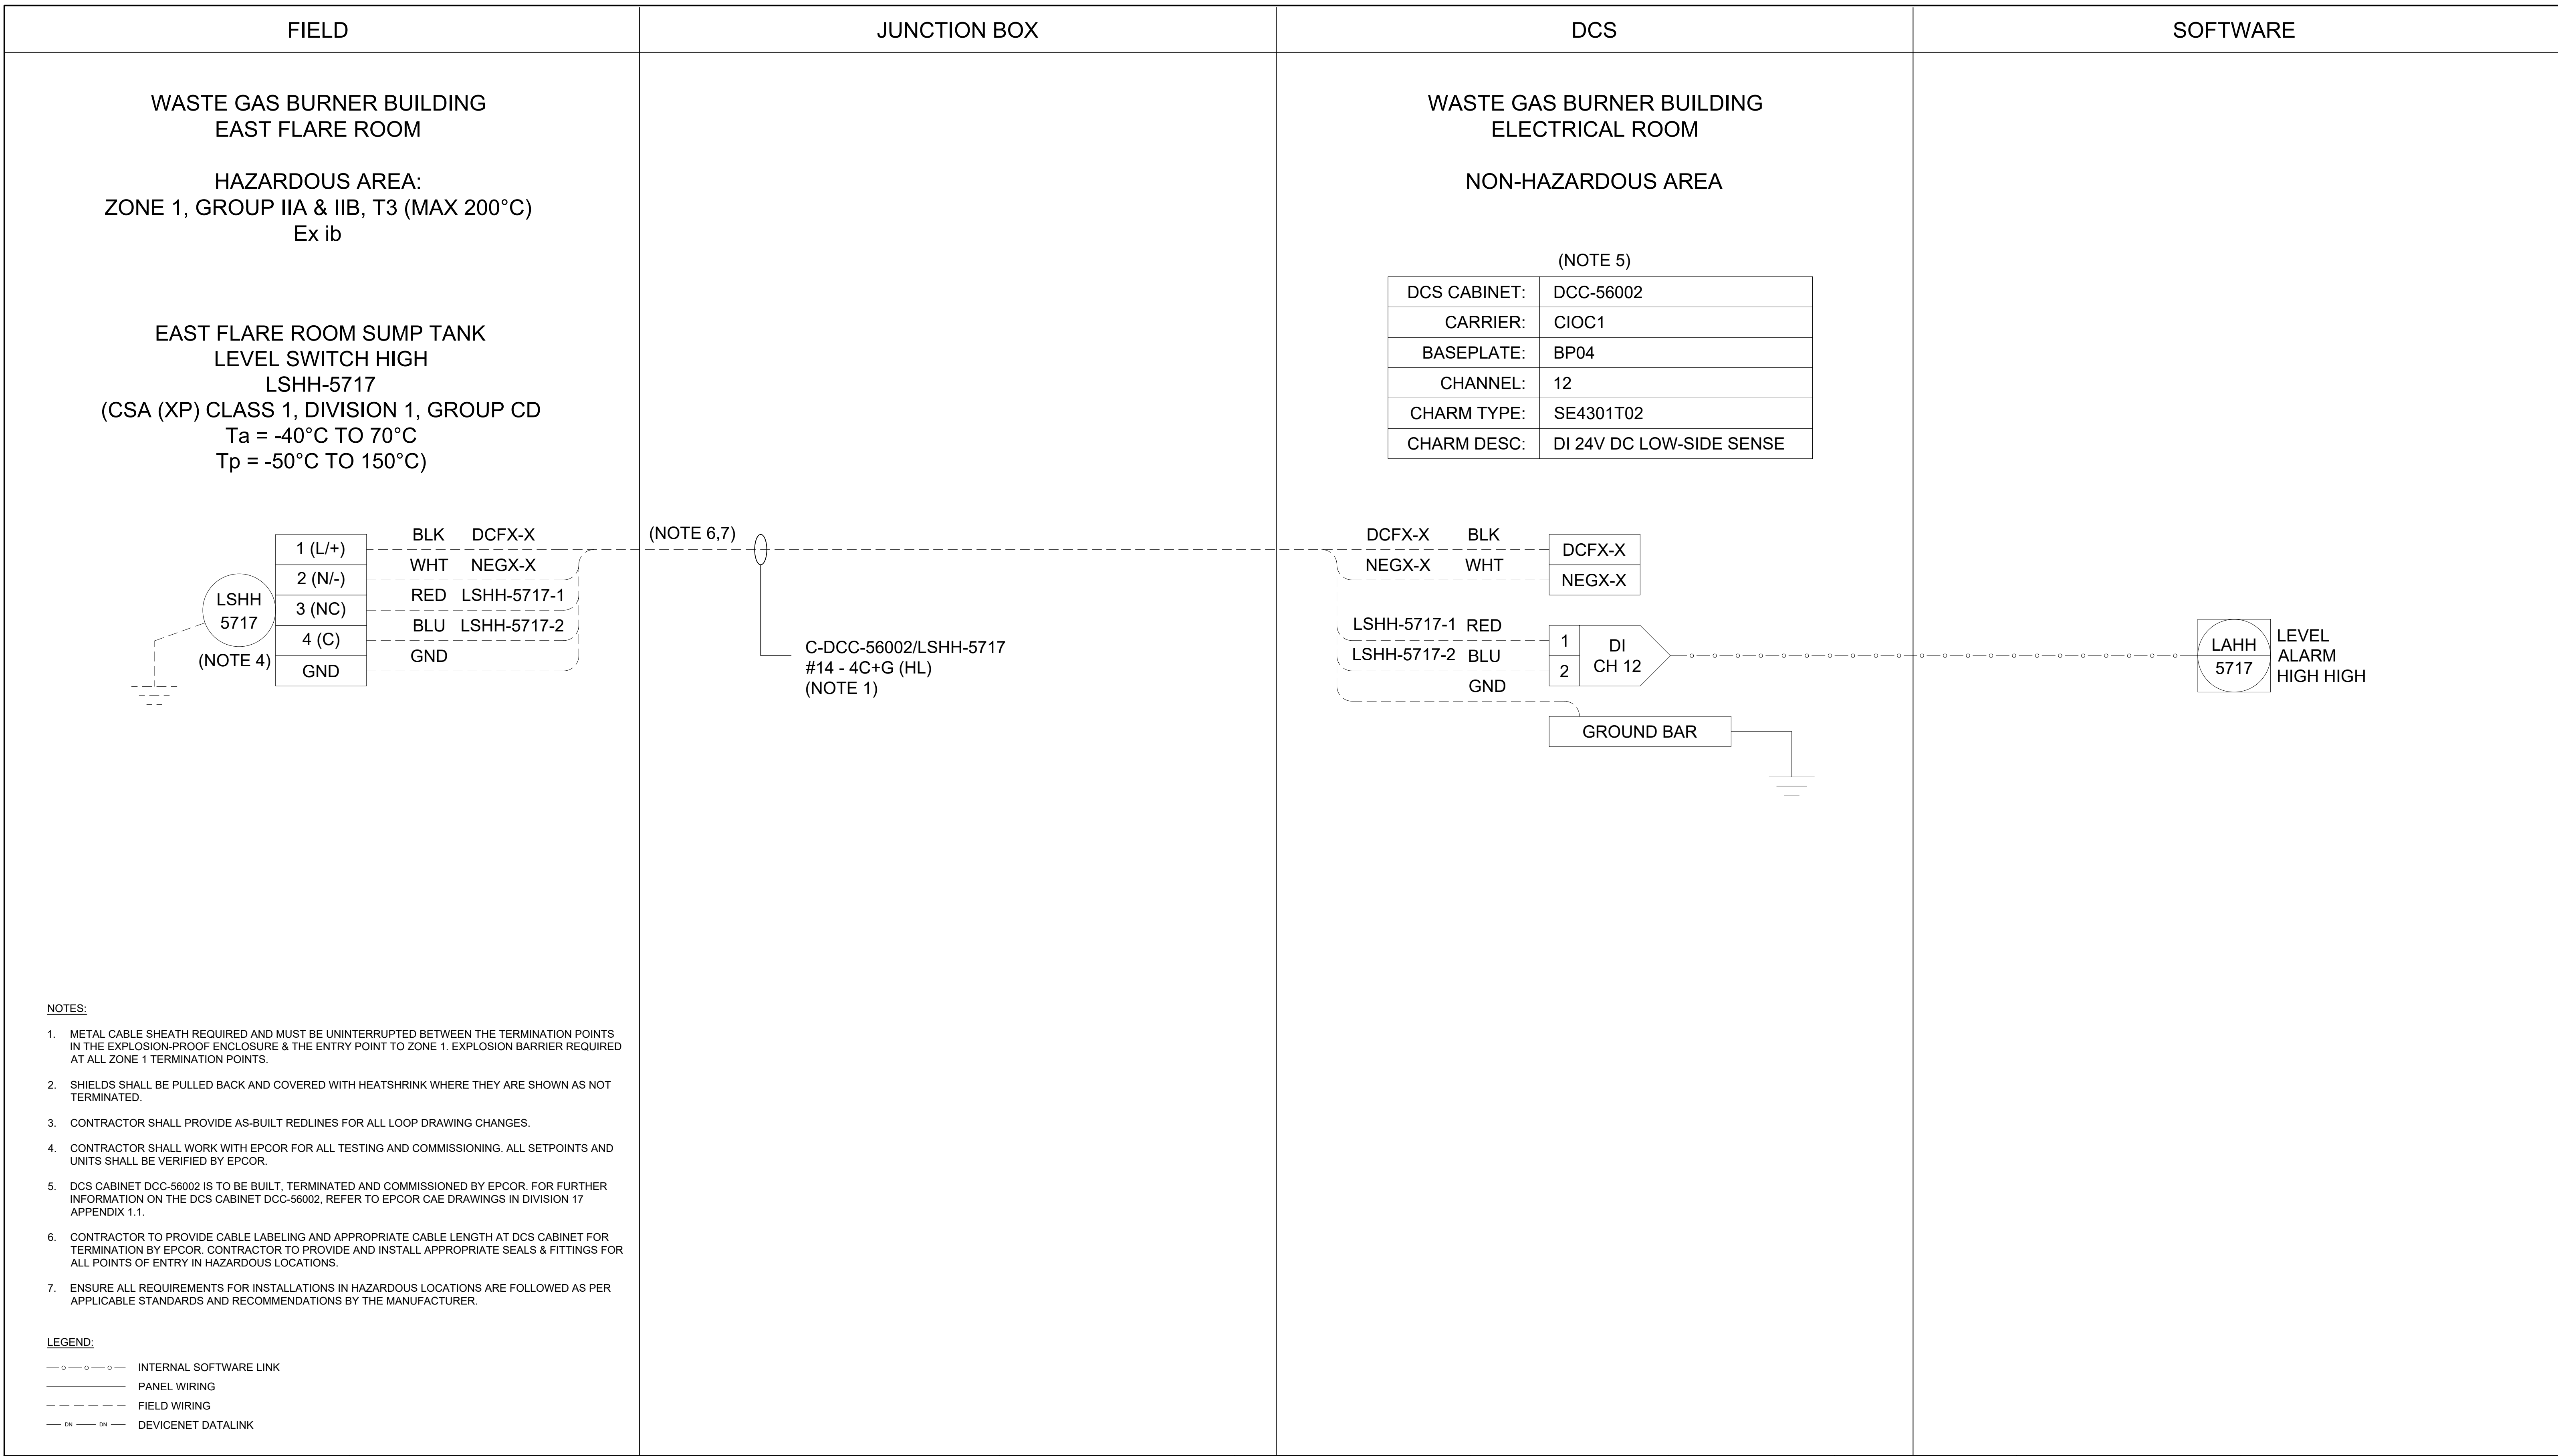 FIELD
JUNCTION BOX
DCS
SOFTWARE
WASTE GAS BURNER BUILDING
EAST FLARE ROOM
HAZARDOUS AREA:
ZONE 1, GROUP IIA & IIB, T3 (MAX 200°C)
Ex ib
EAST FLARE ROOM SUMP TANK
LEVEL SWITCH HIGH
LSHH-5717
(CSA (XP) CLASS 1, DIVISION 1, GROUP CD
Ta = -40°C TO 70°C
Tp = -50°C TO 150°C)
LSHH
5717
(NOTE 4)
1 (L/+)
2 (N/-)
3 (NC)
4 (C)
GND
BLK DCFX-X
WHT NEGX-X
RED LSHH-5717-1
BLU LSHH-5717-2
GND
(NOTE 6,7)
C-DCC-56002/LSHH-5717
#14 - 4C+G (HL)
(NOTE 1)
WASTE GAS BURNER BUILDING
ELECTRICAL ROOM
NON-HAZARDOUS AREA
(NOTE 5)
DCS CABINET: DCC-56002
CARRIER: CIOC1
BASEPLATE: BP04
CHANNEL: 12
CHARM TYPE: SE4301T02
CHARM DESC: DI 24V DC LOW-SIDE SENSE
DCFX-X BLK
NEGX-X WHT
DCFX-X
NEGX-X
LSHH-5717-1 RED
LSHH-5717-2 BLU
GND
1
2
DI
CH 12
GROUND BAR
LAHH
5717
LEVEL
ALARM
HIGH HIGH
NOTES:
1. METAL CABLE SHEATH REQUIRED AND MUST BE UNINTERRUPTED BETWEEN THE TERMINATION POINTS
IN THE EXPLOSION-PROOF ENCLOSURE & THE ENTRY POINT TO ZONE 1. EXPLOSION BARRIER REQUIRED
AT ALL ZONE 1 TERMINATION POINTS.
2. SHIELDS SHALL BE PULLED BACK AND COVERED WITH HEATSHRINK WHERE THEY ARE SHOWN AS NOT
TERMINATED.
3. CONTRACTOR SHALL PROVIDE AS-BUILT REDLINES FOR ALL LOOP DRAWING CHANGES.
4. CONTRACTOR SHALL WORK WITH EPCOR FOR ALL TESTING AND COMMISSIONING. ALL SETPOINTS AND
UNITS SHALL BE VERIFIED BY EPCOR.
5. DCS CABINET DCC-56002 IS TO BE BUILT, TERMINATED AND COMMISSIONED BY EPCOR. FOR FURTHER
INFORMATION ON THE DCS CABINET DCC-56002, REFER TO EPCOR CAE DRAWINGS IN DIVISION 17
APPENDIX 1.1.
6. CONTRACTOR TO PROVIDE CABLE LABELING AND APPROPRIATE CABLE LENGTH AT DCS CABINET FOR
TERMINATION BY EPCOR. CONTRACTOR TO PROVIDE AND INSTALL APPROPRIATE SEALS & FITTINGS FOR
ALL POINTS OF ENTRY IN HAZARDOUS LOCATIONS.
7. ENSURE ALL REQUIREMENTS FOR INSTALLATIONS IN HAZARDOUS LOCATIONS ARE FOLLOWED AS PER
APPLICABLE STANDARDS AND RECOMMENDATIONS BY THE MANUFACTURER.
LEGEND:
INTERNAL SOFTWARE LINK
PANEL WIRING
FIELD WIRING
DN DN DEVICENET DATALINK